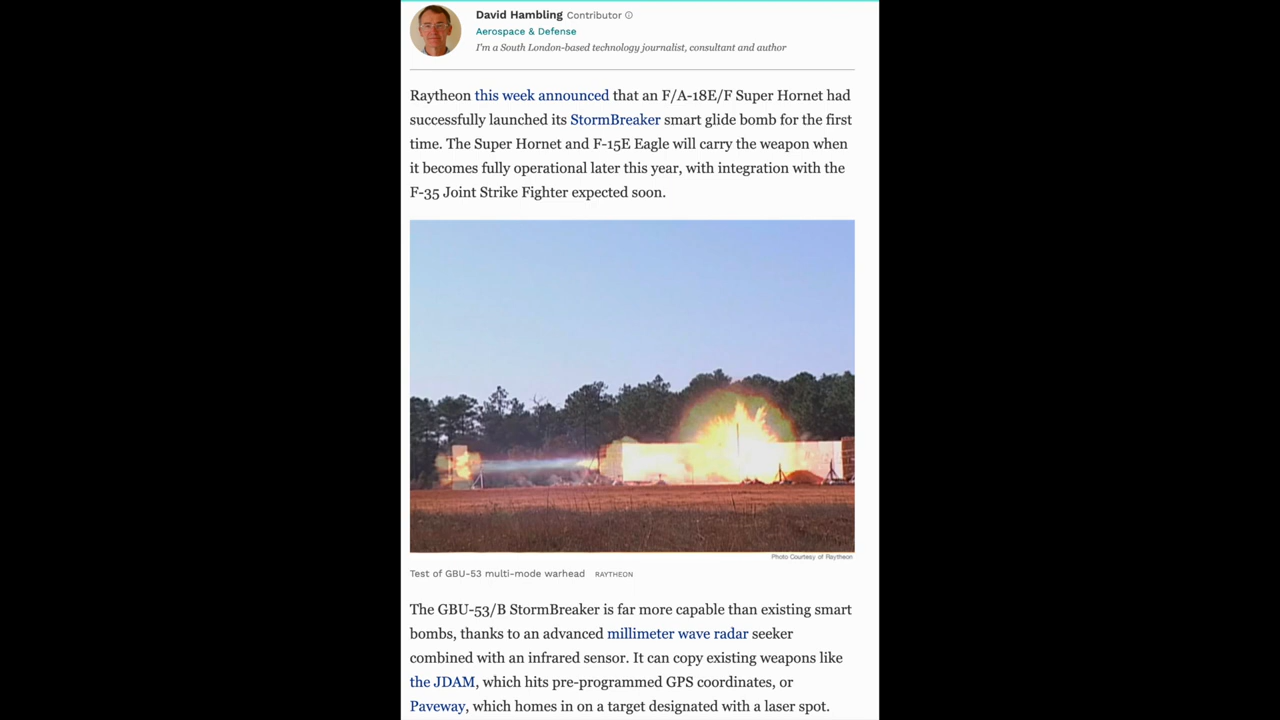 David Hambling Contributor
Aerospace & Defense
I'm a South London-based technology journalist, consultant and author
Raytheon this week announced that an F/A-18E/F Super Hornet had
successfully launched its StormBreaker smart glide bomb for the first
time. The Super Hornet and F-15E Eagle will carry the weapon when
it becomes fully operational later this year, with integration with the
F-35 Joint Strike Fighter expected soon.
Photo Courtesy of Raytheon
Test of GBU-53 multi-mode warhead RAYTHEON
The GBU-53/B StormBreaker is far more capable than existing smart
bombs, thanks to an advanced millimeter wave radar seeker
combined with an infrared sensor. It can copy existing weapons like
the JDAM, which hits pre-programmed GPS coordinates, or
Paveway, which homes in on a target designated with a laser spot.